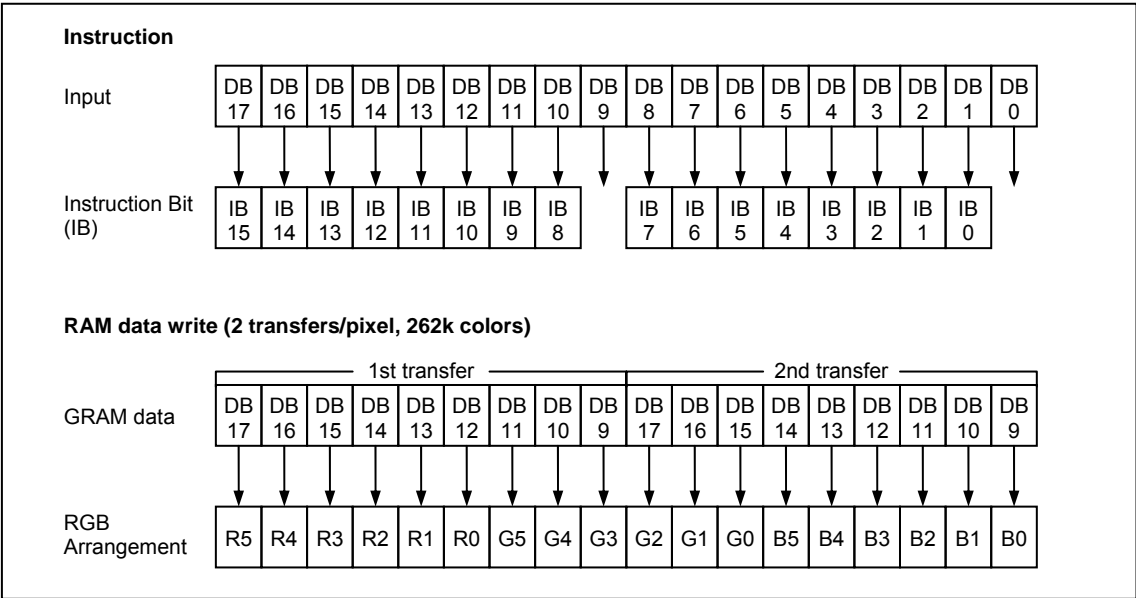 Instruction
Input DB DB DB DB DB DB DB DB DB DB DB DB DB DB DB DB DB DB
17 16 15 14 13 12 11 10 9 8 7 6 5 4 3 2 1 0
Instruction Bit
(IB)
IB IB IB IB IB IB IB IB IB IB IB IB IB IB IB IB
15 14 13 12 11 10 9 8 7 6 5 4 3 2 1 0
RAM data write (2 transfers/pixel, 262k colors)
1st transfer 2nd transfer
GRAM data DB DB DB DB DB DB DB DB DB DB DB DB DB DB DB DB DB DB
17 16 15 14 13 12 11 10 9 17 16 15 14 13 12 11 10 9
RGB
Arrangement
R5 R4 R3 R2 R1 R0 G5 G4 G3 G2 G1 G0 B5 B4 B3 B2 B1 B0